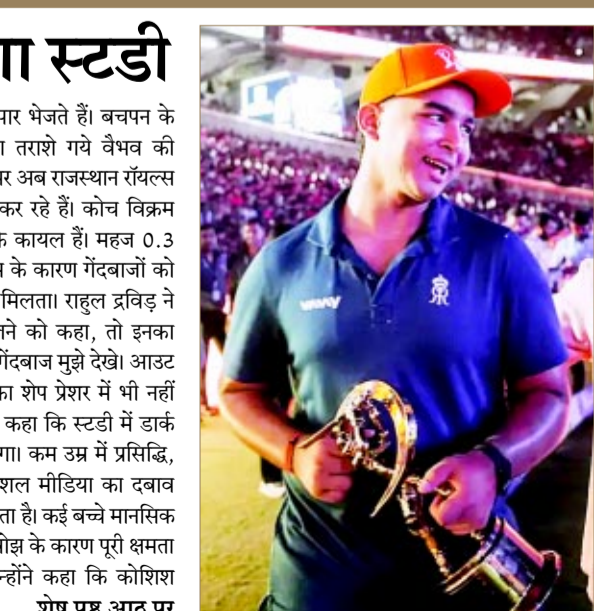 गा स्टडी
यार भेजते हैं। बचपन के
तराशे गये वैभव की
पर अब राजस्थान रॉयल्स
कर रहे हैं। कोच विक्रम
के कायल हैं। महज 0.3
के कारण गेंदबाजों को
मिलता। राहुल द्रविड़ ने
को कहा, तो इनका
गेंदबाज मुझे देखे। आउट
का शेप प्रेशर में भी नहीं
कहा कि स्टडी में डार्क
कम उम्र में प्रसिद्धि,
मीडिया का दबाव
है। कई बच्चे मानसिक
बोझ के कारण पूरी क्षमता
उन्होंने कहा कि कोशिश
शेष पृष्ठ आठ पर